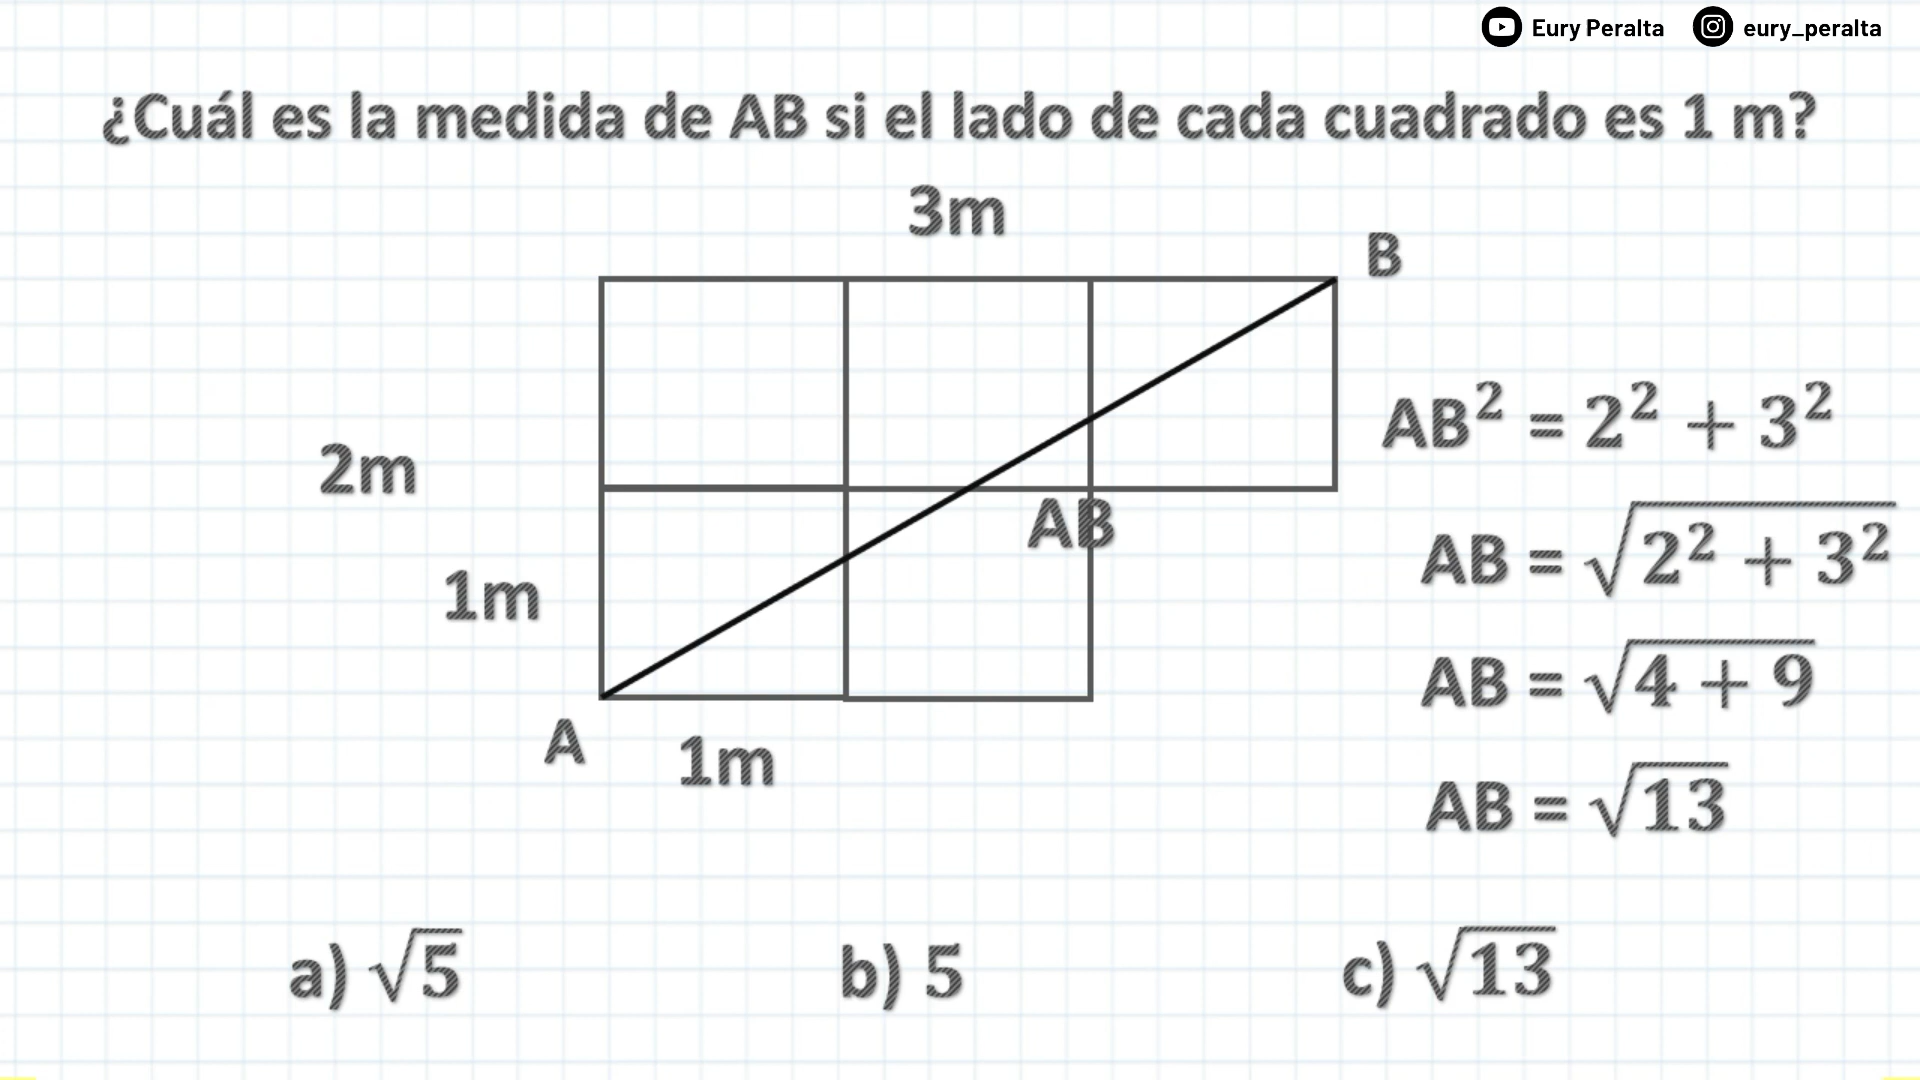 Eury Peralta eury_peralta
¿Cuál es la medida de AB si el lado de cada cuadrado es 1 m?
3m
B
AB² = 2² + 3²
2m
AB
AB = √(2² + 3²)
1m
AB = √(4 + 9)
A
1m
AB = √13
a) √5 b) 5 c) √13